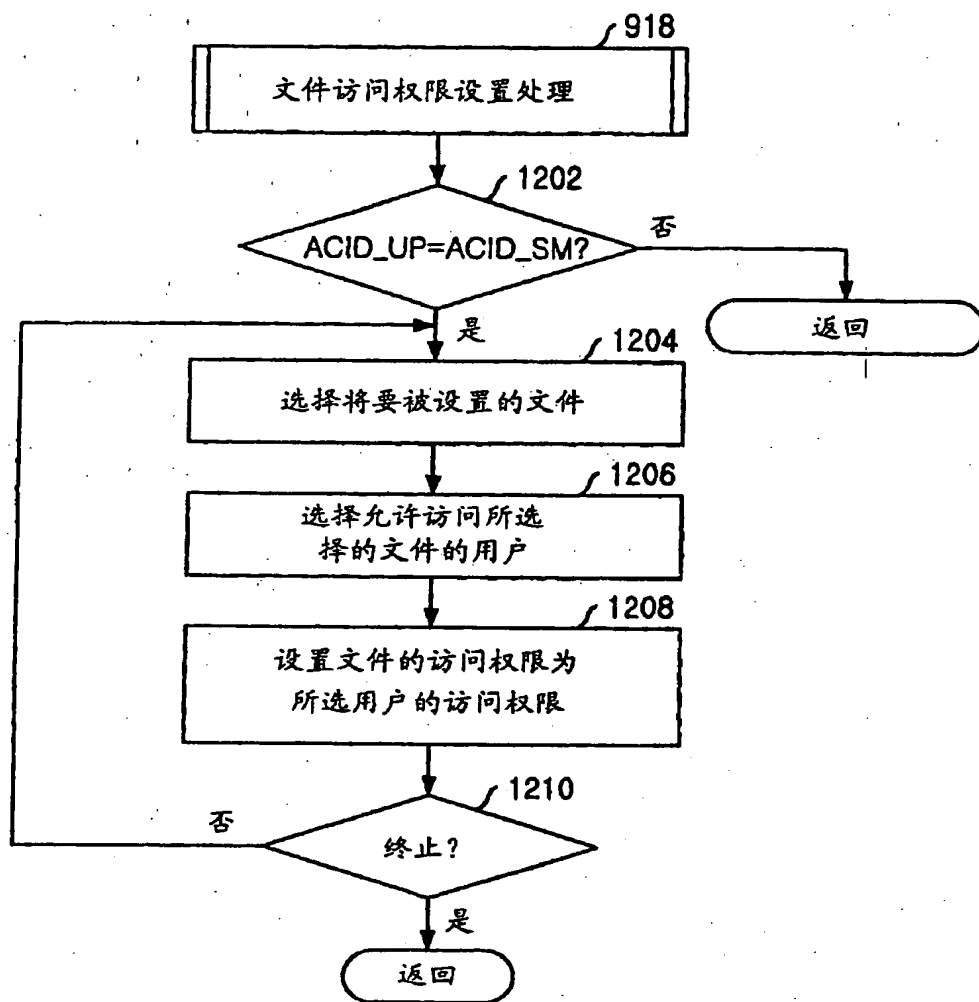 918
文件访问权限设置处理
1202
ACID_UP=ACID_SM?
否
返回
是
1204
选择将要被设置的文件
1206
选择允许访问所选
择的文件的用户
1208
设置文件的访问权限为
所选用户的访问权限
1210
否
终止?
是
返回